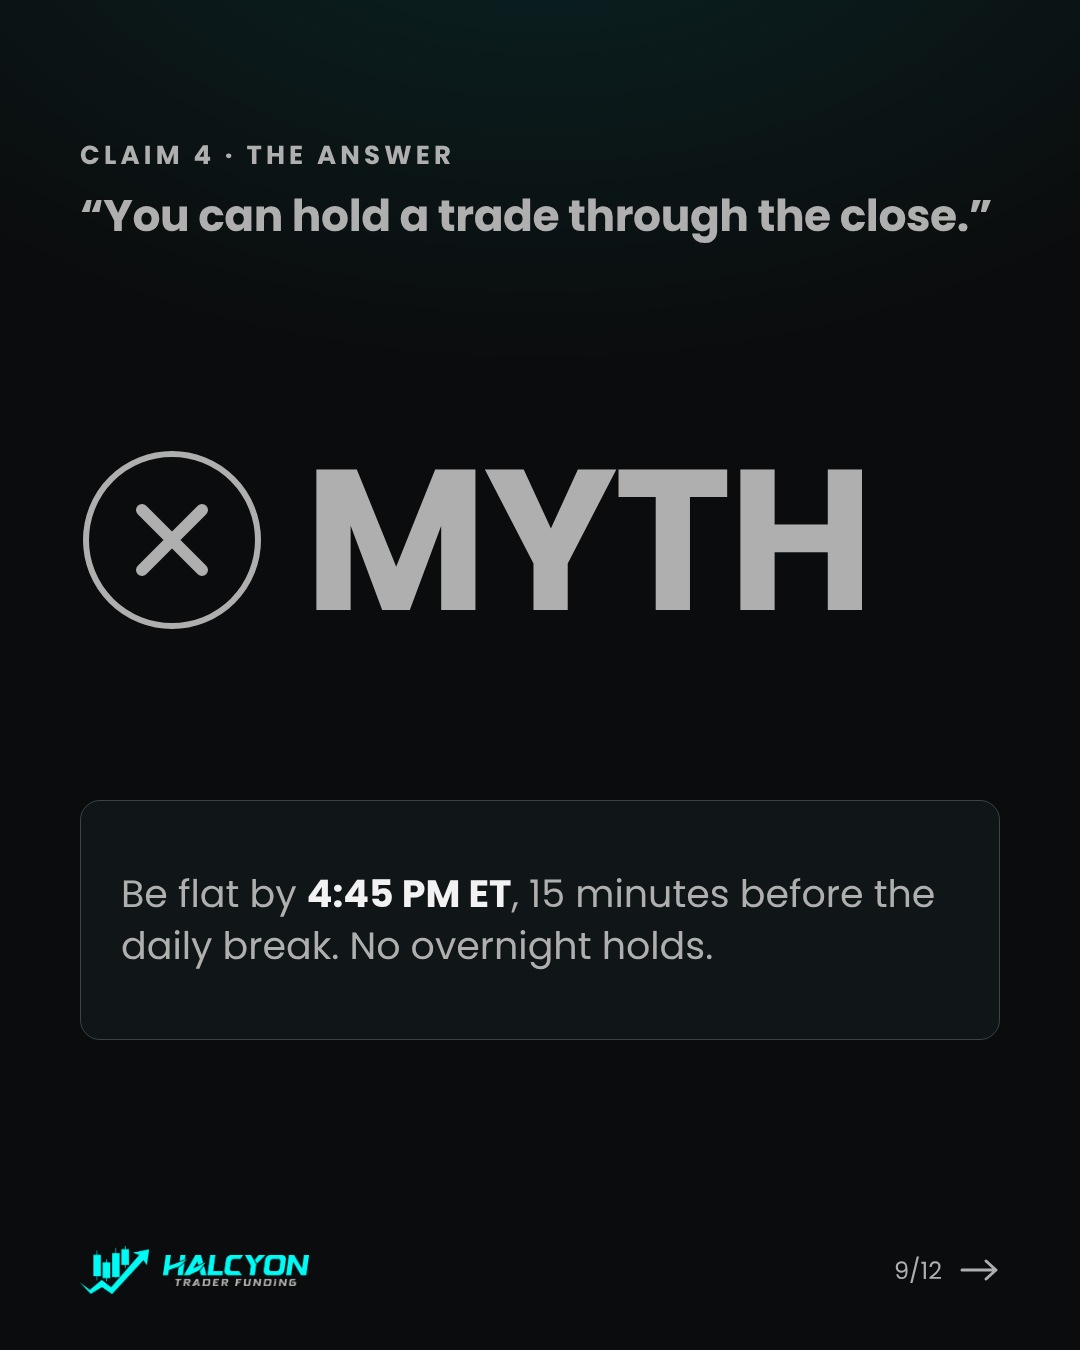 CLAIM 4 · THE ANSWER
“You can hold a trade through the close.”
MYTH
Be flat by 4:45 PM ET, 15 minutes before the
daily break. No overnight holds.
HALCYON
TRADER FUNDING
9/12